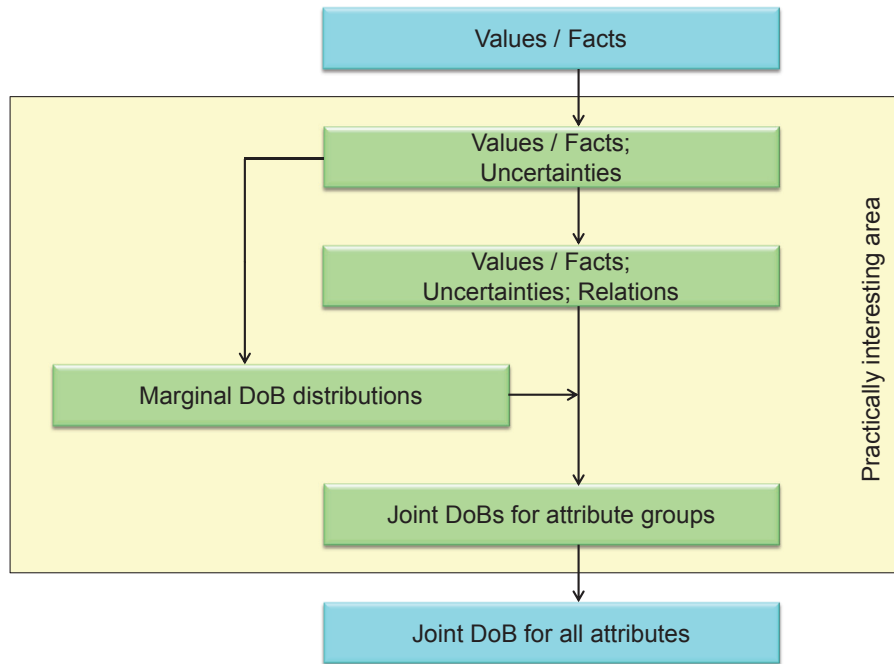 Values / Facts
Values / Facts;
Uncertainties
Values / Facts;
Uncertainties; Relations
Marginal DoB distributions
Joint DoBs for attribute groups
Joint DoB for all attributes
Practically interesting area